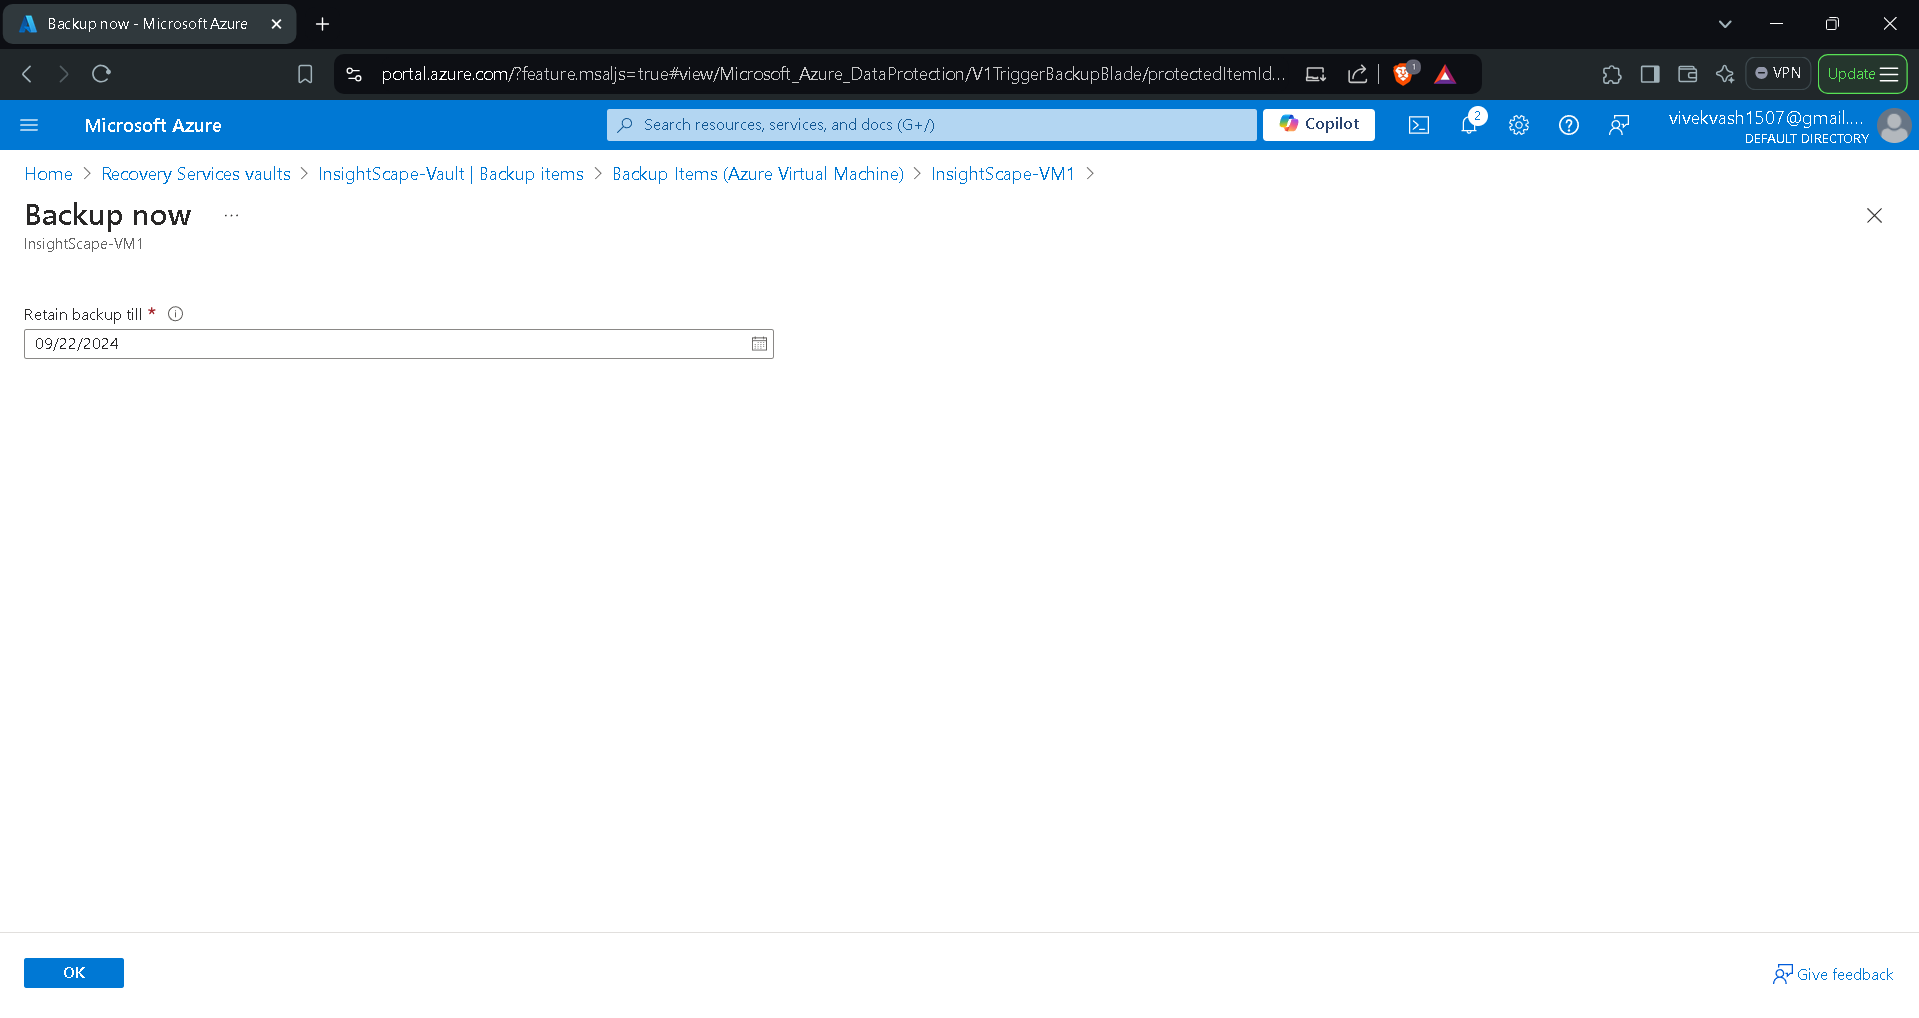 Backup now - Microsoft Azure
portal.azure.com/?feature.msaljs=true#view/Microsoft_Azure_DataProtection/V1TriggerBackupBlade/protectedItemId...
1
VPN
Update
Microsoft Azure
Search resources, services, and docs (G+/)
Copilot
2
vivekvash1507@gmail....
DEFAULT DIRECTORY
Home > Recovery Services vaults > InsightScape-Vault | Backup items > Backup Items (Azure Virtual Machine) > InsightScape-VM1 >
Backup now ...
InsightScape-VM1
Retain backup till *
09/22/2024
OK
Give feedback